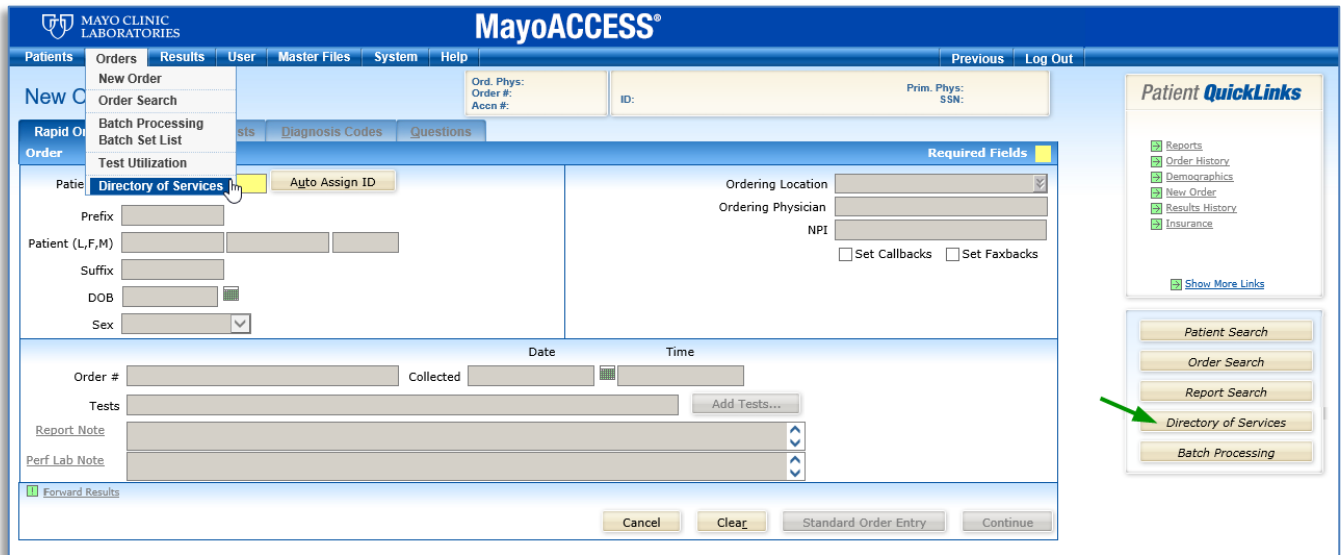 MAYO CLINIC
LABORATORIES
MayoACCESS®
Patients Orders Results User Master Files System Help Previous Log Out
New Order
Order Search
Batch Processing
Batch Set List
Test Utilization
Directory of Services
New O
Ord. Phys:
Order #:
Accn #:
ID:
Prim. Phys:
SSN:
Rapid Or sts Diagnosis Codes Questions
Order Required Fields
Patie Auto Assign ID
Prefix
Patient (L,F,M)
Suffix
DOB
Sex
Ordering Location
Ordering Physician
NPI
Set Callbacks Set Faxbacks
Date Time
Order # Collected
Tests Add Tests...
Report Note
Perf Lab Note
Forward Results
Cancel Clear Standard Order Entry Continue
Patient QuickLinks
Reports
Order History
Demographics
New Order
Results History
Insurance
Show More Links
Patient Search
Order Search
Report Search
Directory of Services
Batch Processing